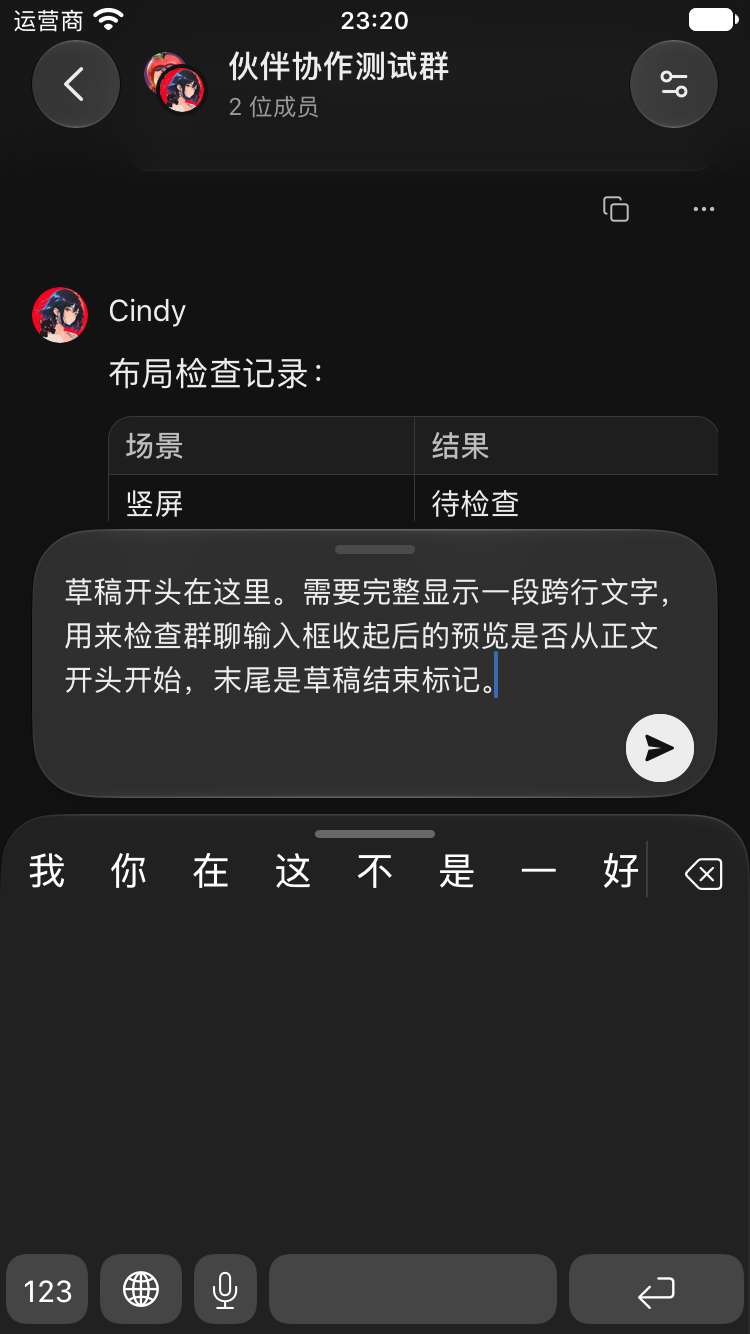 运营商
23:20
伙伴协作测试群
2 位成员
Cindy
布局检查记录：
场景 结果
竖屏 待检查
草稿开头在这里。需要完整显示一段跨行文字，
用来检查群聊输入框收起后的预览是否从正文
开头开始，末尾是草稿结束标记。
我 你 在 这 不 是 一 好
123